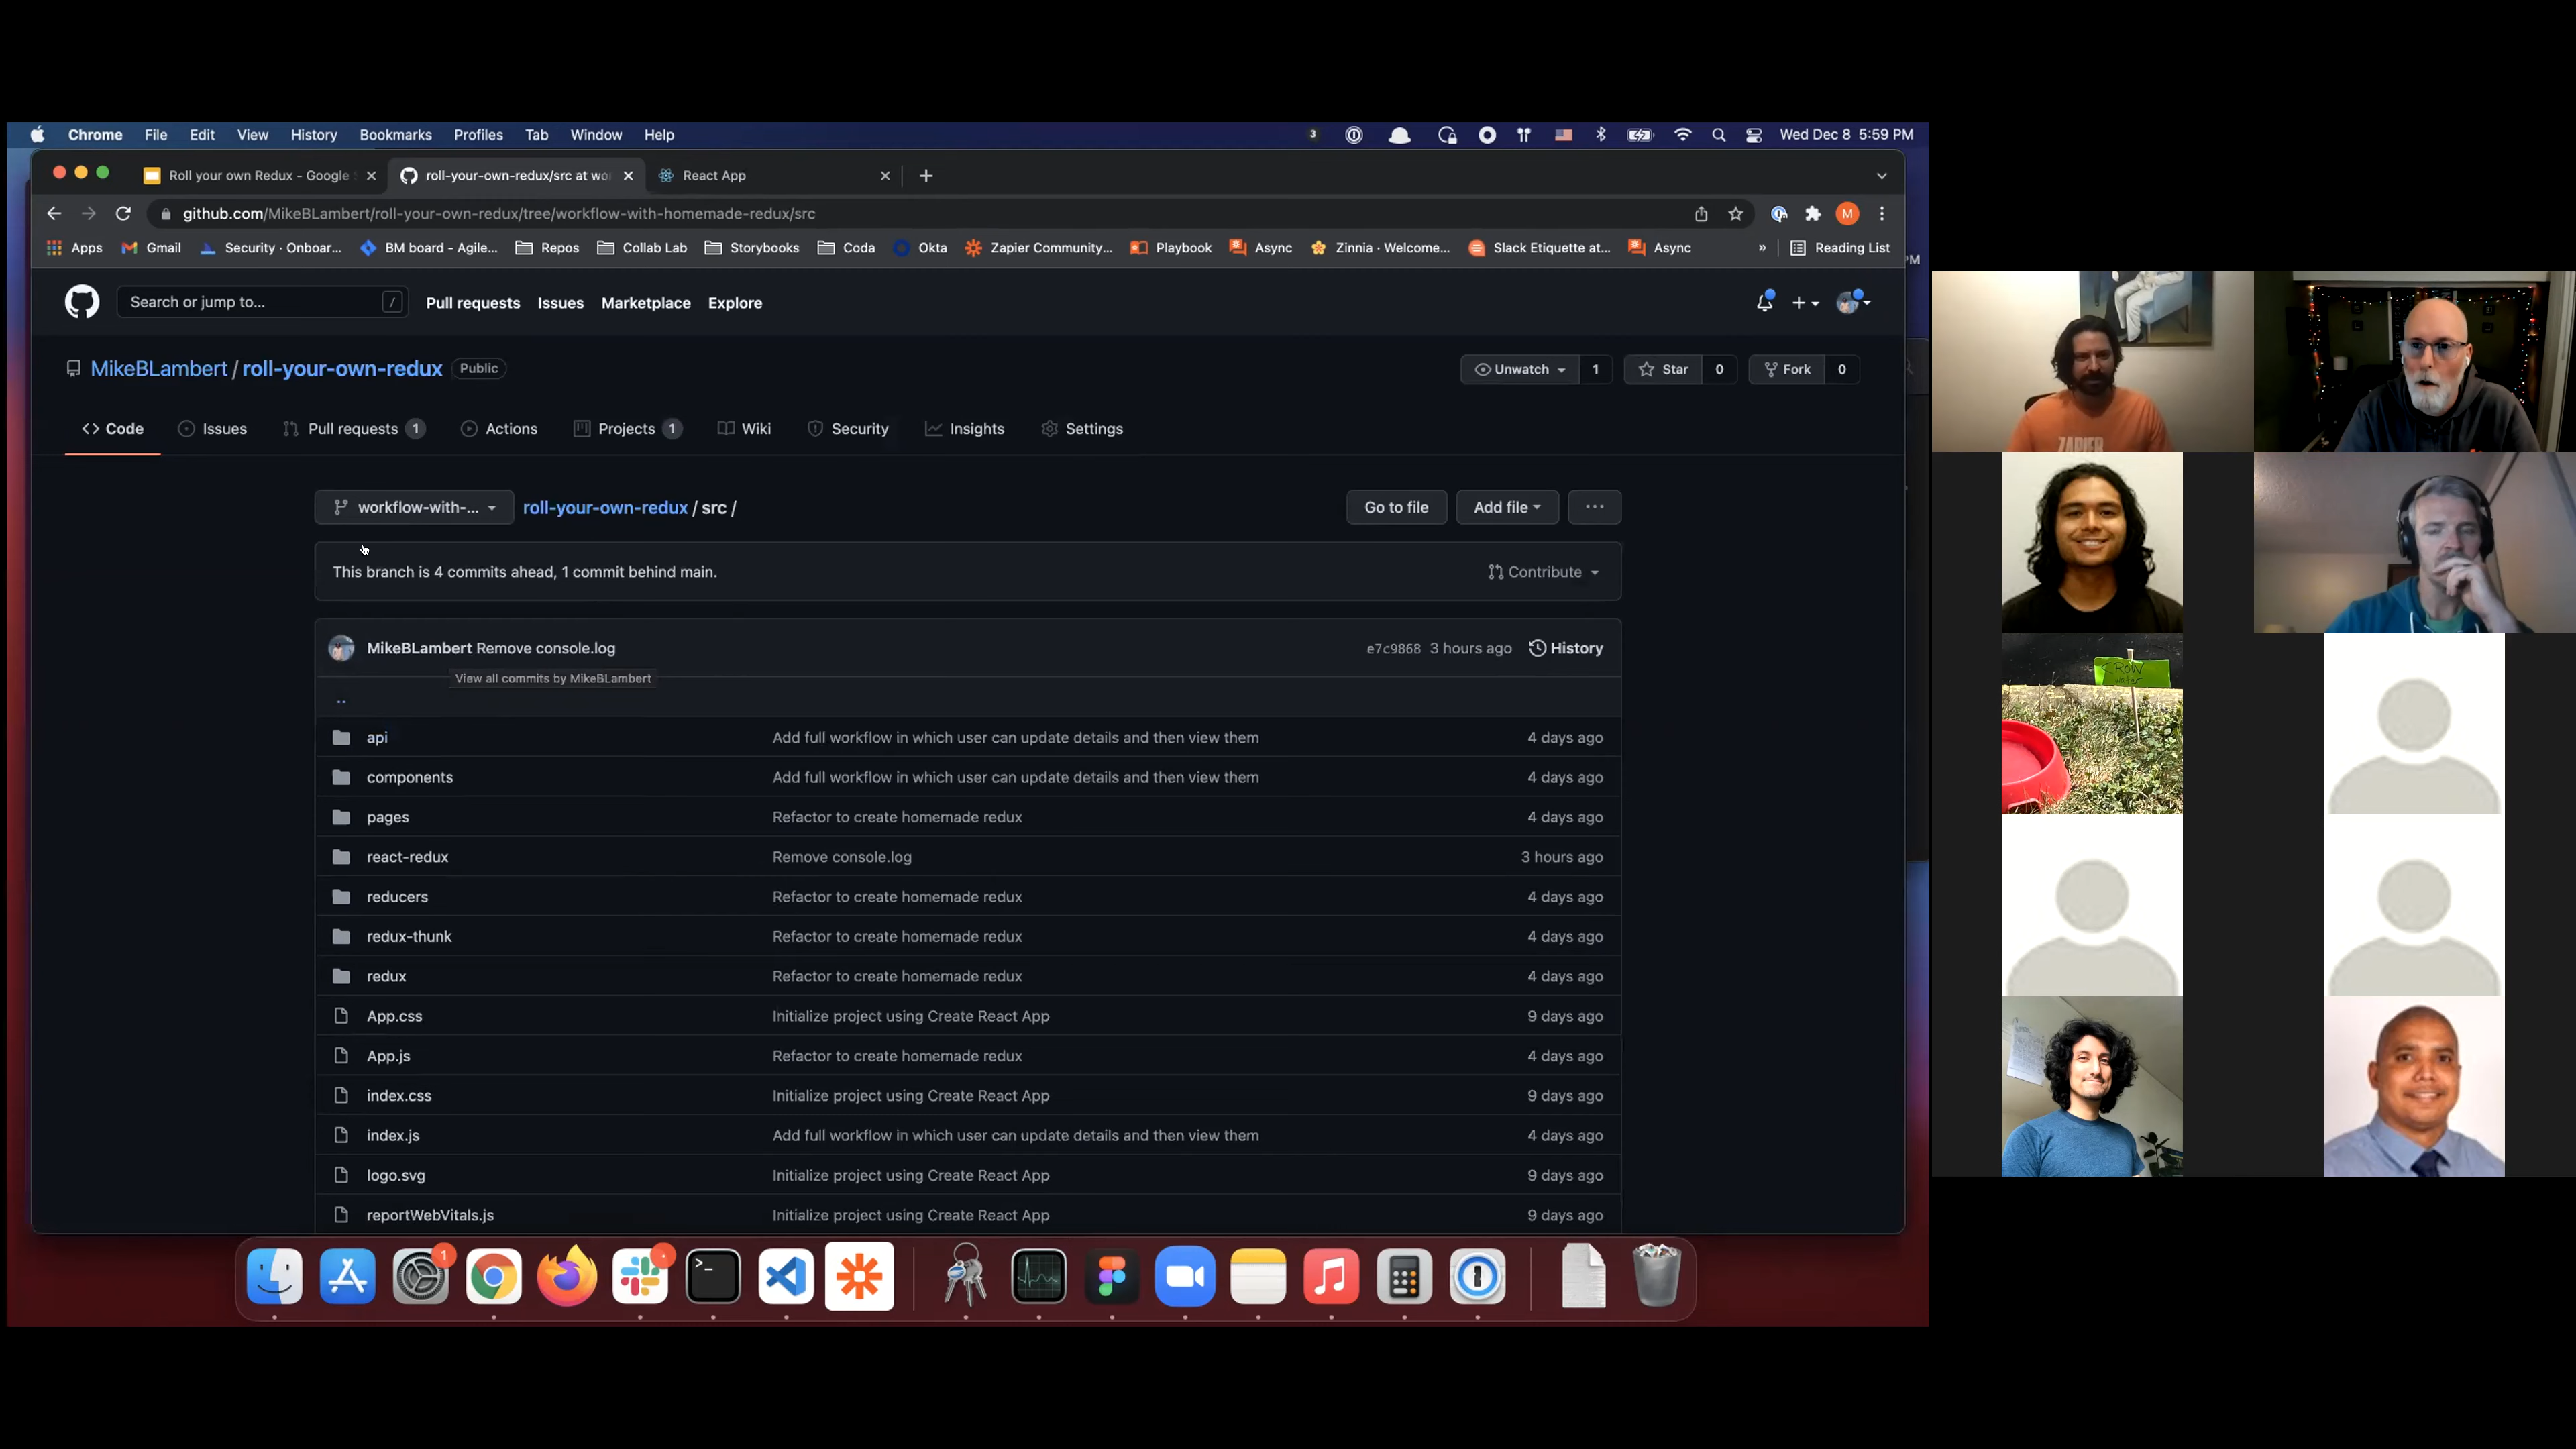 Chrome File Edit View History Bookmarks Profiles Tab Window Help
3 Wed Dec 8 5:59 PM
Roll your own Redux - Google S
roll-your-own-redux/src at wo
React App
github.com/MikeBLambert/roll-your-own-redux/tree/workflow-with-homemade-redux/src
M
Apps Gmail Security · Onboar... BM board - Agile... Repos Collab Lab Storybooks Coda Okta Zapier Community... Playbook Async Zinnia · Welcome... Slack Etiquette at... Async » Reading List
PM
Search or jump to... / Pull requests Issues Marketplace Explore
MikeBLambert / roll-your-own-redux Public
Unwatch 1 Star 0 Fork 0
Code Issues Pull requests 1 Actions Projects 1 Wiki Security Insights Settings
workflow-with-... roll-your-own-redux / src /
Go to file Add file ...
This branch is 4 commits ahead, 1 commit behind main.
Contribute
MikeBLambert Remove console.log e7c9868 3 hours ago History
View all commits by MikeBLambert
..
api Add full workflow in which user can update details and then view them 4 days ago
components Add full workflow in which user can update details and then view them 4 days ago
pages Refactor to create homemade redux 4 days ago
react-redux Remove console.log 3 hours ago
reducers Refactor to create homemade redux 4 days ago
redux-thunk Refactor to create homemade redux 4 days ago
redux Refactor to create homemade redux 4 days ago
App.css Initialize project using Create React App 9 days ago
App.js Refactor to create homemade redux 4 days ago
index.css Initialize project using Create React App 9 days ago
index.js Add full workflow in which user can update details and then view them 4 days ago
logo.svg Initialize project using Create React App 9 days ago
reportWebVitals.js Initialize project using Create React App 9 days ago
1
ZAPIER
CROW
water